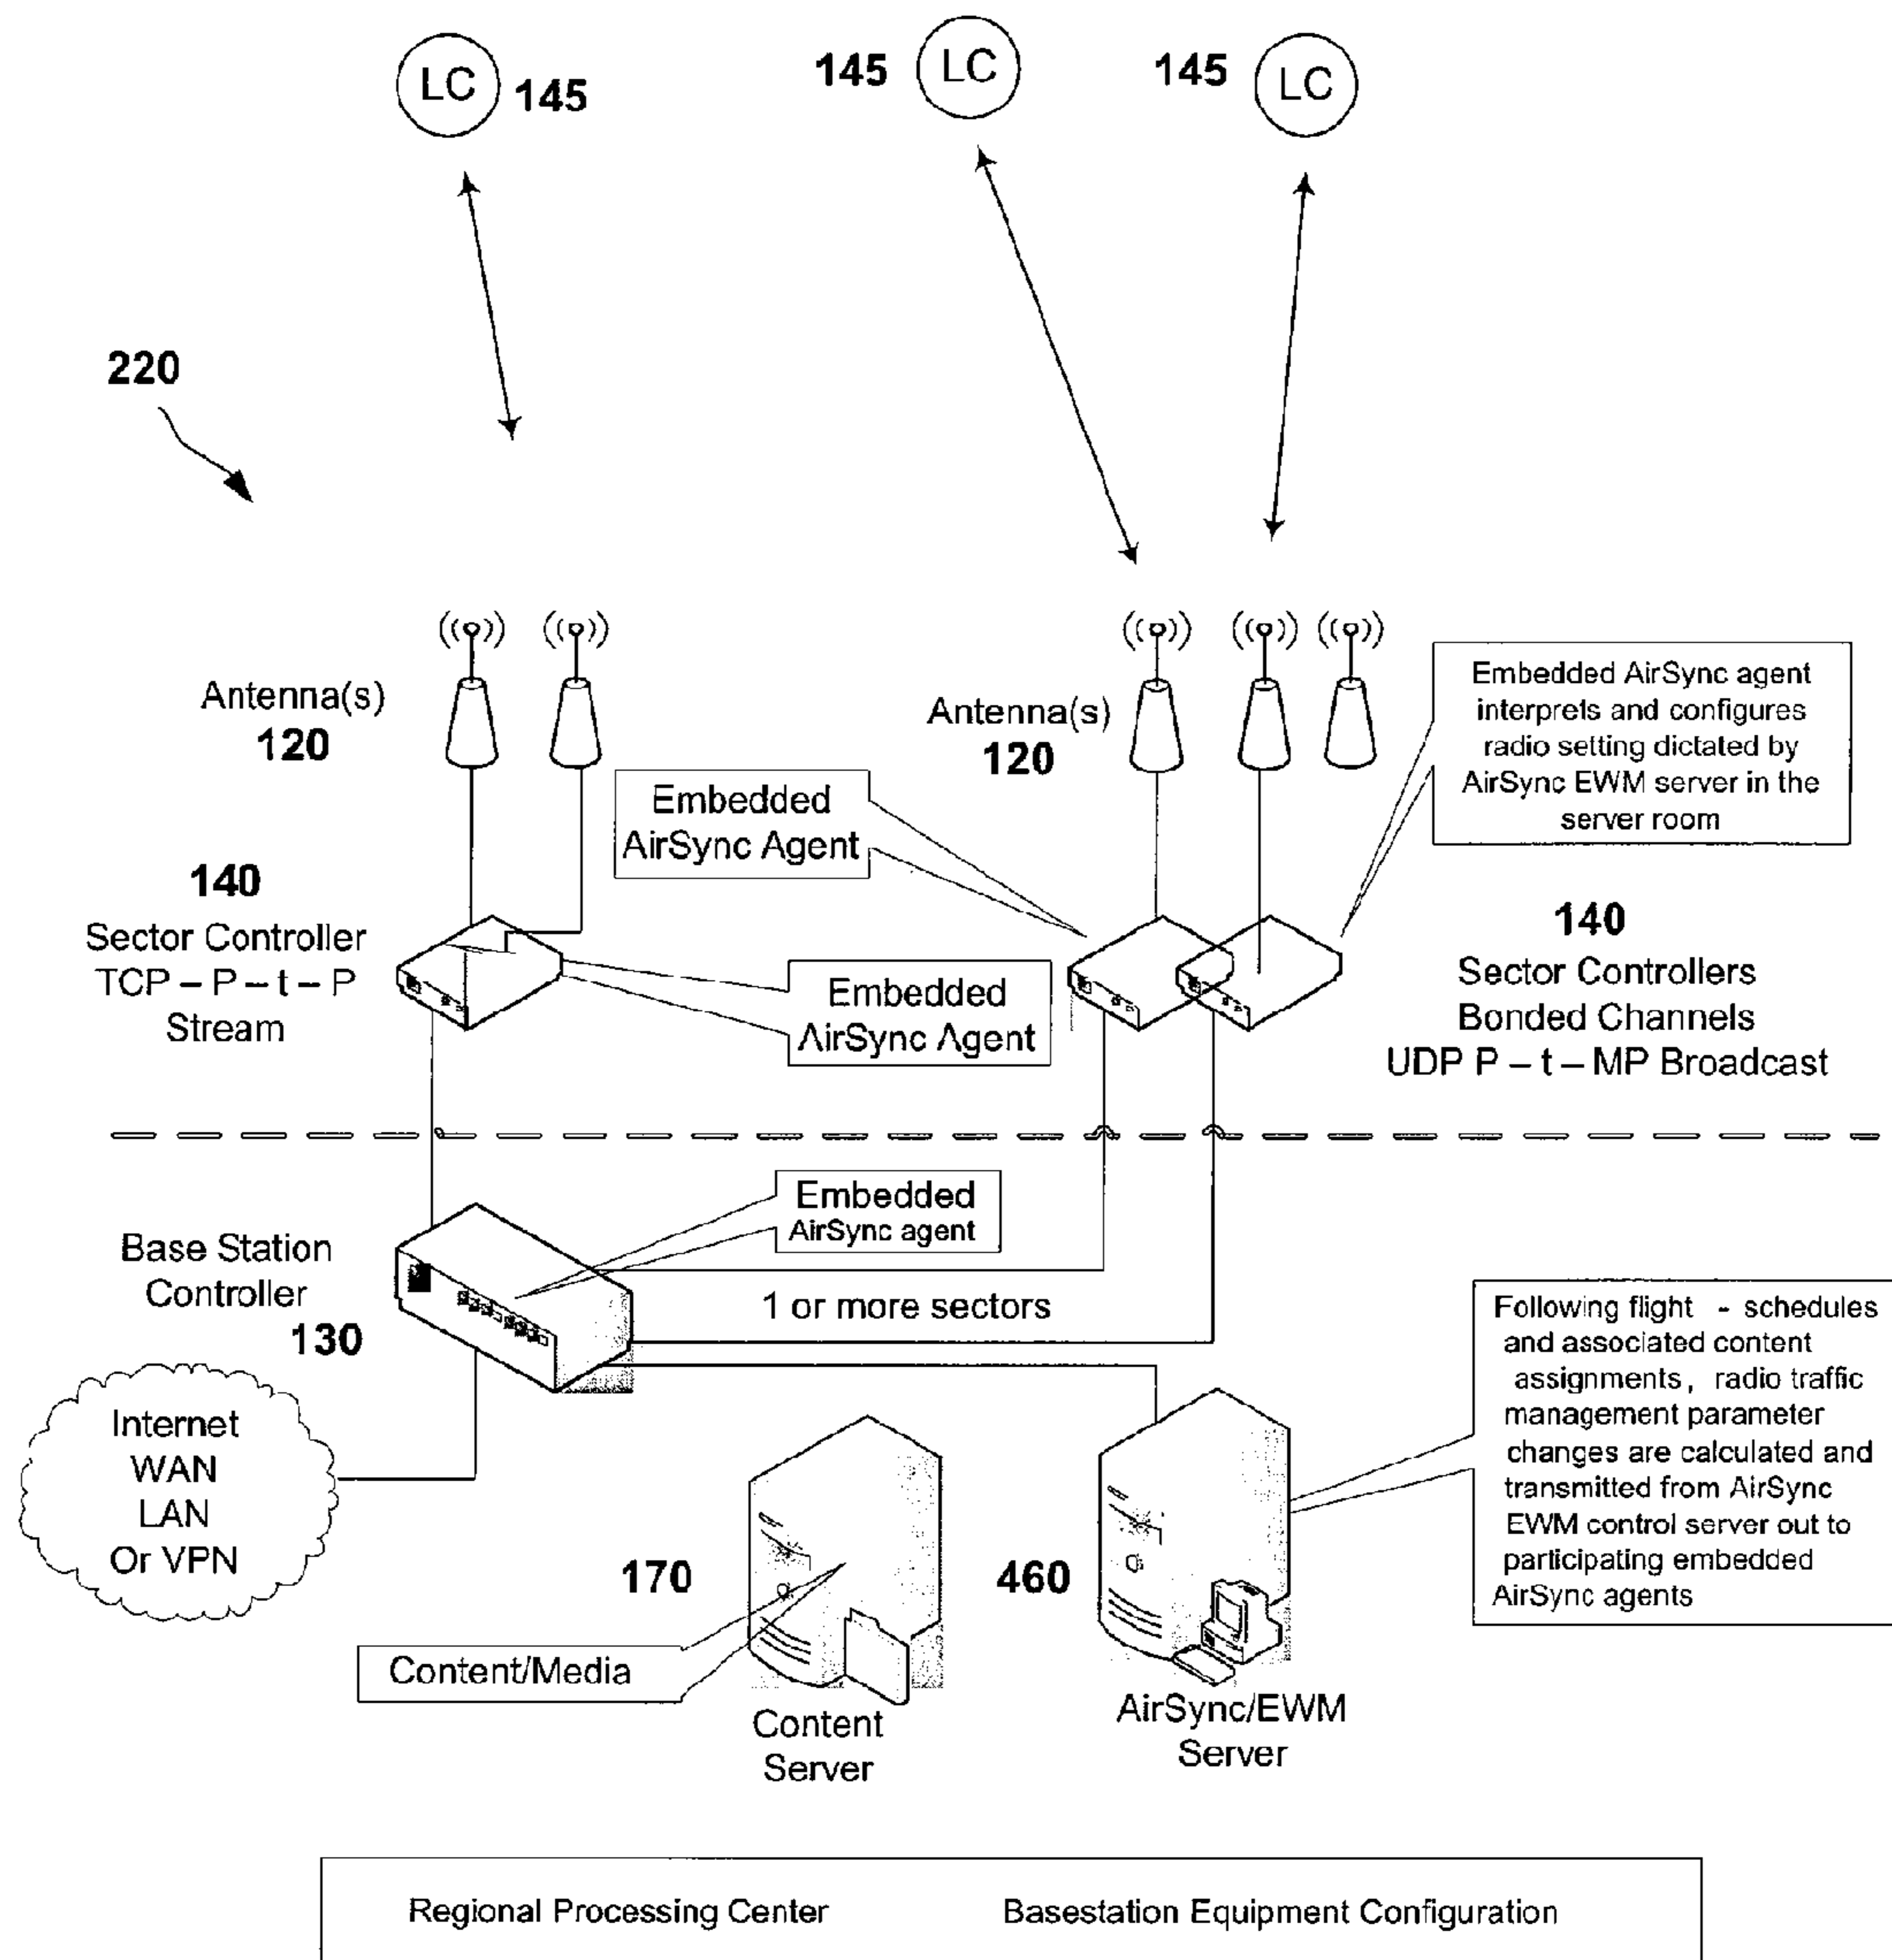 LC 145
145 LC
145 LC
220
Antenna(s)
120
Antenna(s)
120
Embedded AirSync agent
interprets and configures
radio setting dictated by
AirSync EWM server in the
server room
Embedded
AirSync Agent
140
Sector Controller
TCP – P – t – P
Stream
Embedded
AirSync Agent
140
Sector Controllers
Bonded Channels
UDP P – t – MP Broadcast
Embedded
AirSync agent
Base Station
Controller
130
1 or more sectors
Internet
WAN
LAN
Or VPN
Following flight - schedules
and associated content
assignments, radio traffic
management parameter
changes are calculated and
transmitted from AirSync
EWM control server out to
participating embedded
AirSync agents
170
460
Content/Media
Content
Server
AirSync/EWM
Server
Regional Processing Center Basestation Equipment Configuration